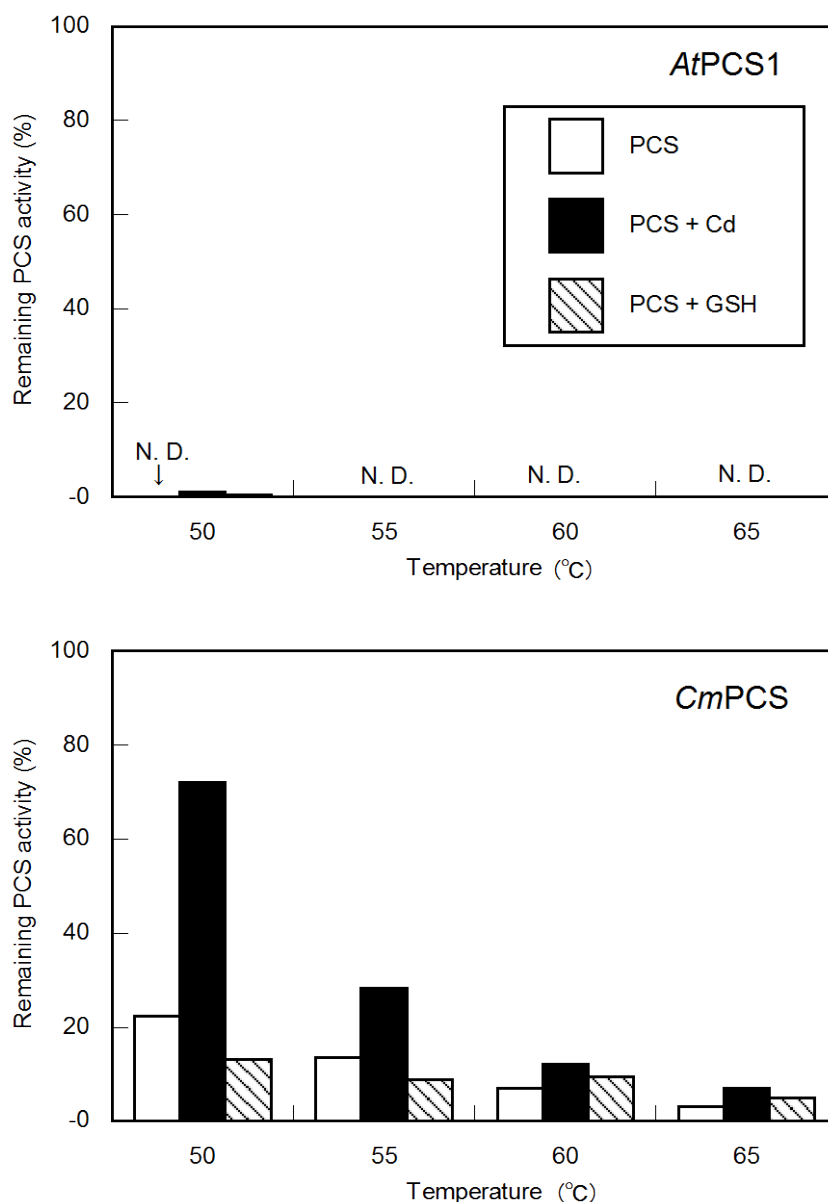 100
AtPCS1
80
PCS
60
PCS + Cd
40
PCS + GSH
20
N. D.
↓
N. D.
N. D.
N. D.
-0
50
55
60
65
Temperature (°C)
Remaining PCS activity (%)
100
CmPCS
80
60
40
20
-0
50
55
60
65
Temperature (°C)
Remaining PCS activity (%)